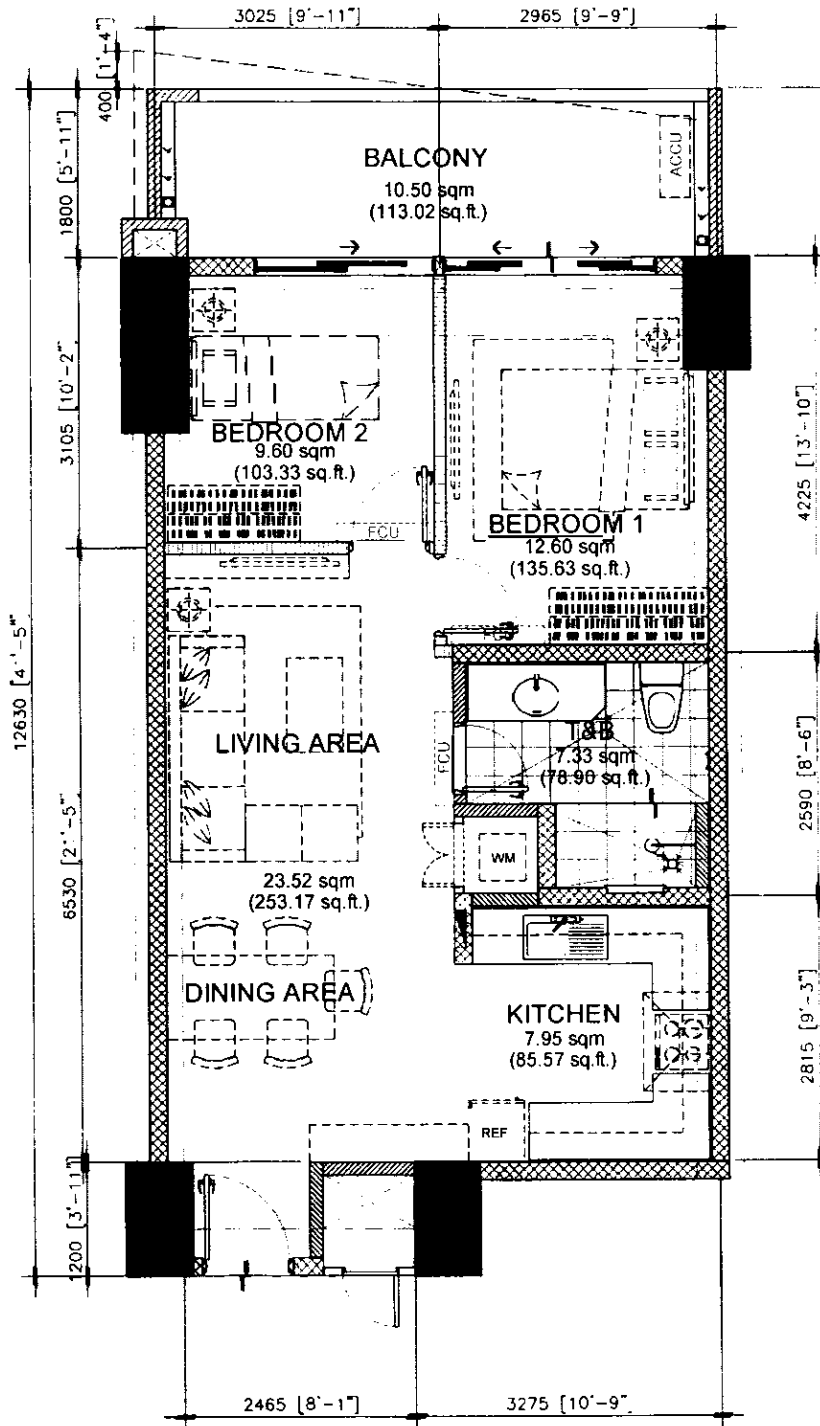 3025 [9'-11"]
2965 [9'-9"]
400 [1'-4"]
1800 [5'-11"]
BALCONY
10.50 sqm
(113.02 sq.ft.)
ACCU
3105 [10'-2"]
BEDROOM 2
9.60 sqm
(103.33 sq.ft.)
FCU
BEDROOM 1
12.60 sqm
(135.63 sq.ft.)
FCU
4225 [13'-10"]
12630 [4'-5"]
LIVING AREA
FCU
T&B
7.33 sqm
(78.90 sq.ft.)
2590 [8'-6"]
WM
6530 [2'-5"]
23.52 sqm
(253.17 sq.ft.)
DINING AREA
KITCHEN
7.95 sqm
(85.57 sq.ft.)
2815 [9'-3"]
REF
1200 [3'-11"]
2465 [8'-1"]
3275 [10'-9"]